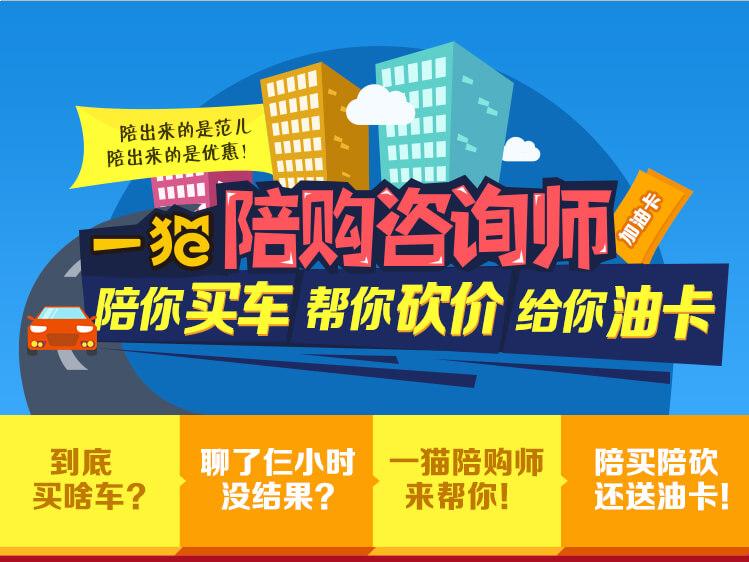 陪出来的是范儿
陪出来的是优惠!
一猫陪购咨询师
加油卡
陪你买车 帮你砍价 给你油卡
到底
买啥车?
聊了仨小时
没结果?
一猫陪购师
来帮你!
陪买陪砍
还送油卡!